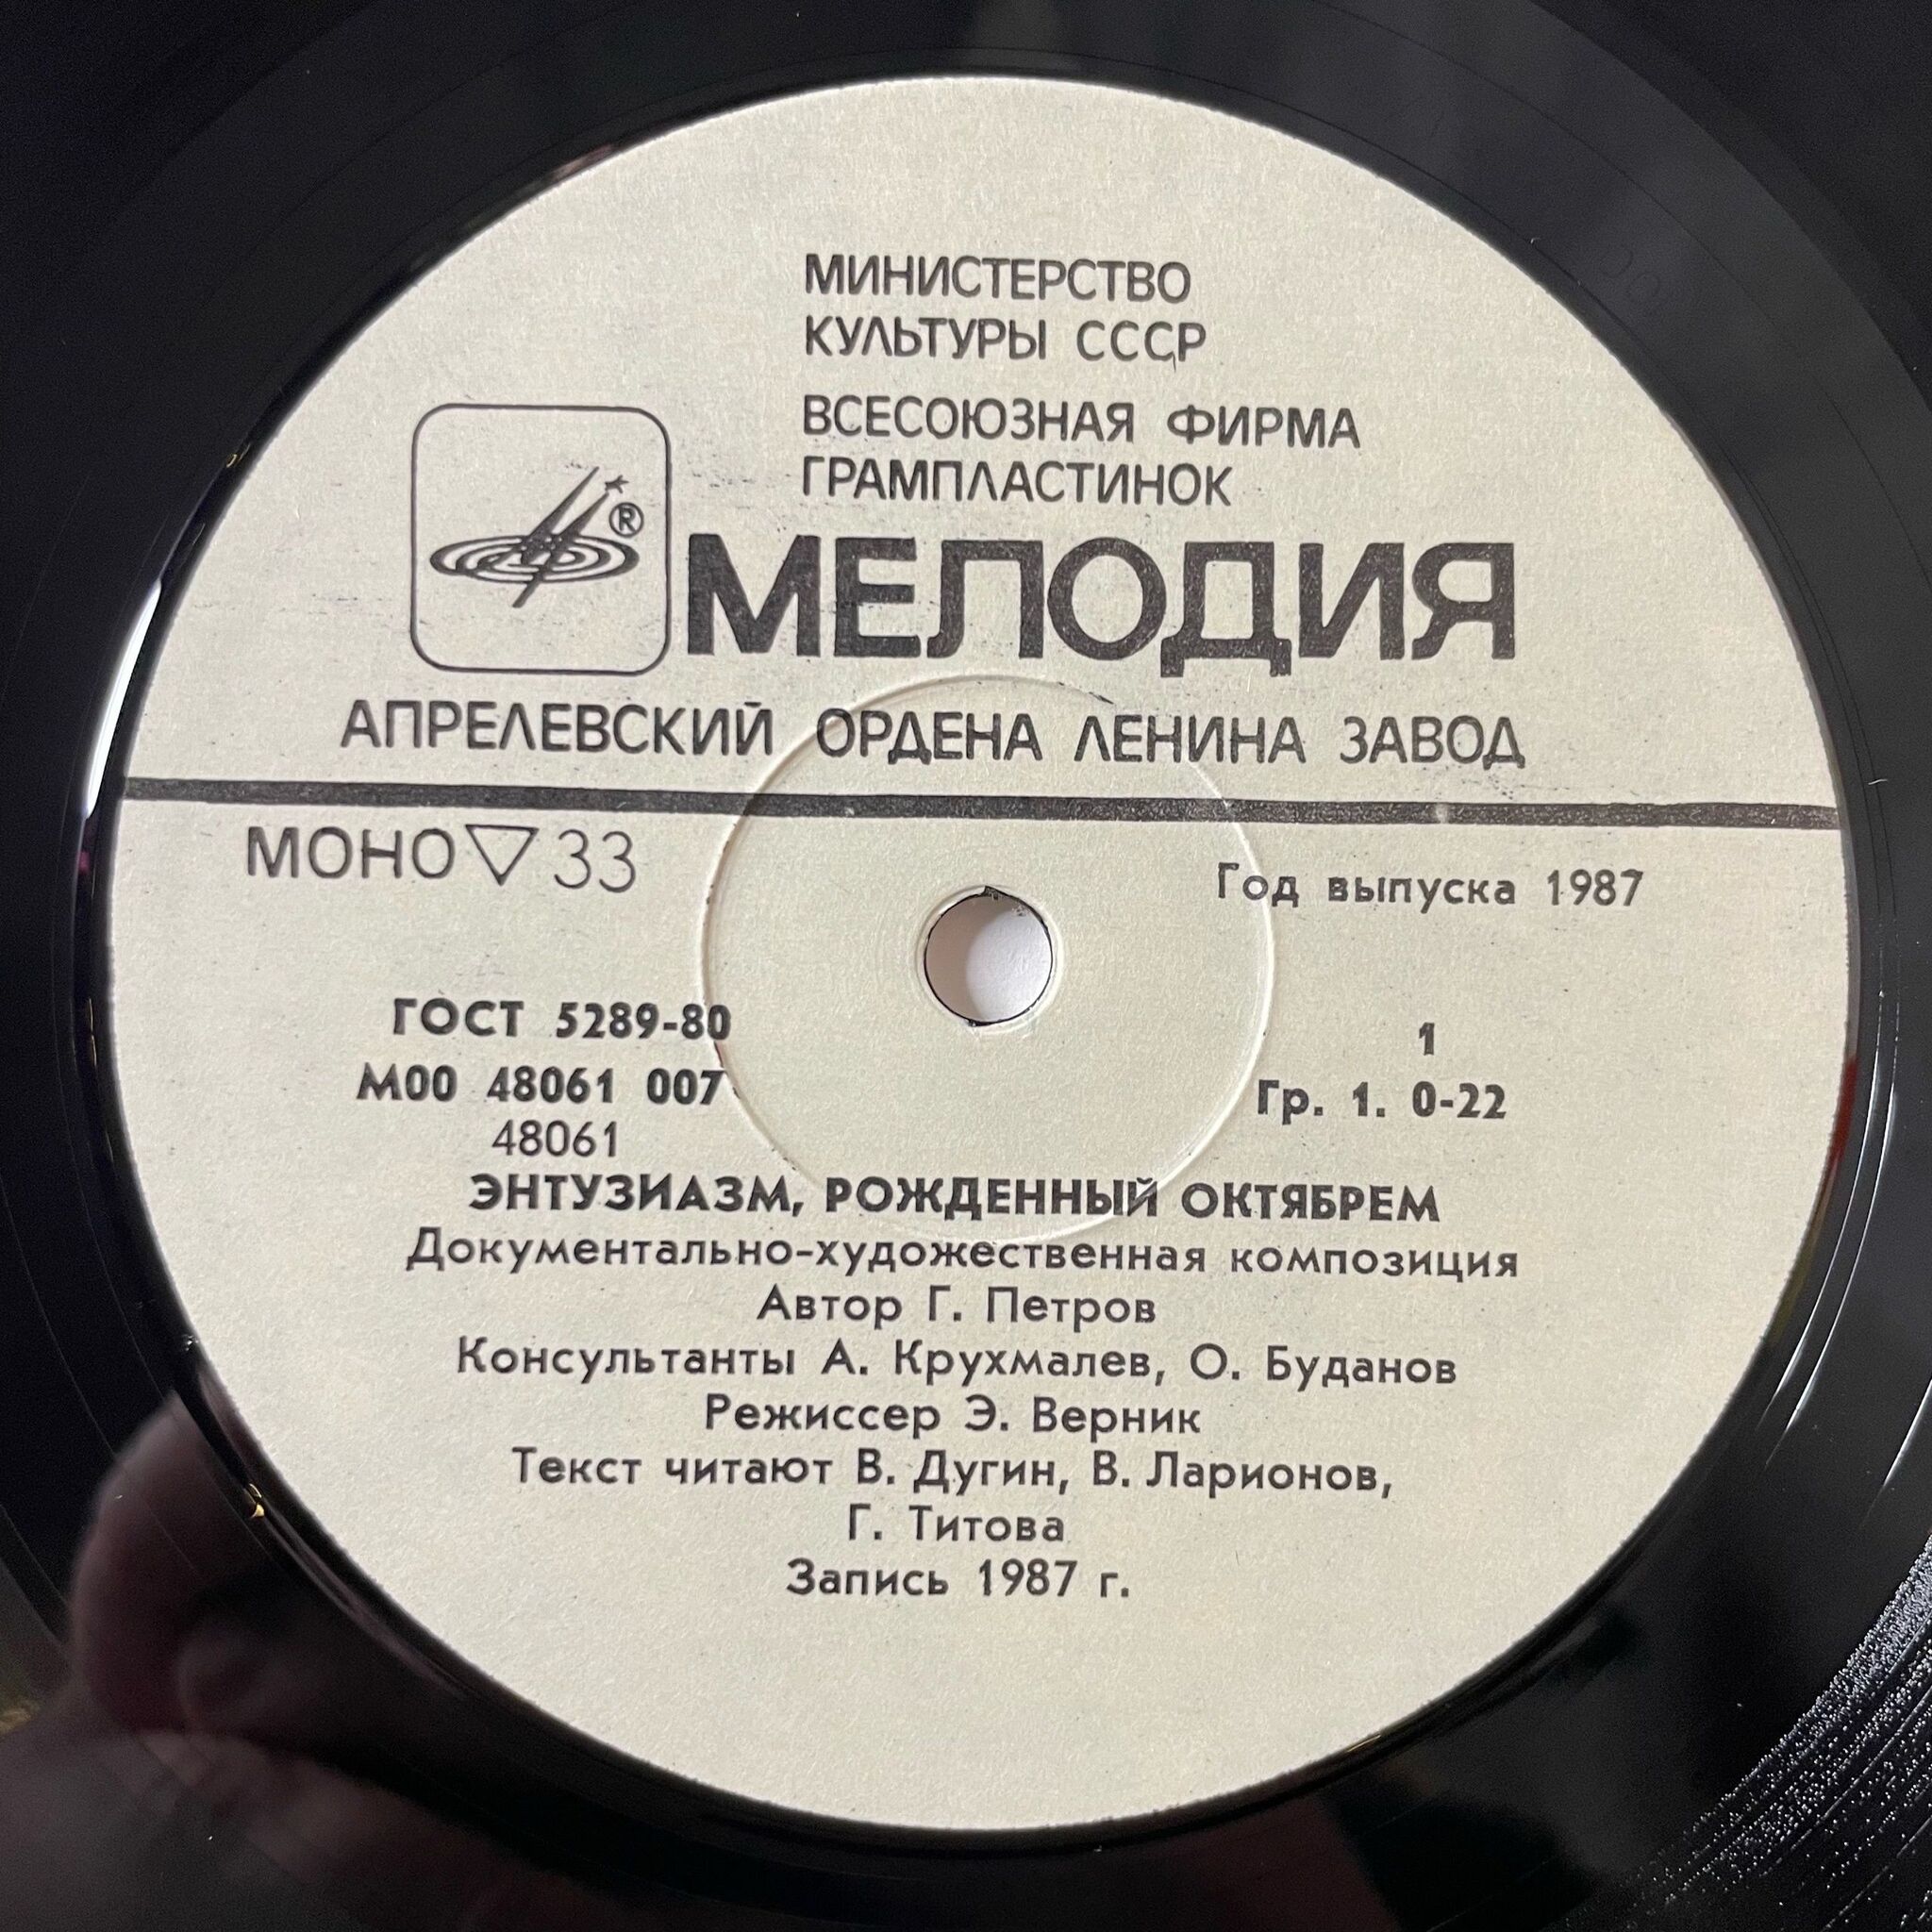 МИНИСТЕРСТВО
КУЛЬТУРЫ СССР
ВСЕСОЮЗНАЯ ФИРМА
ГРАМПЛАСТИНОК
®
МЕЛОДИЯ
АПРЕЛЕВСКИЙ ОРДЕНА ЛЕНИНА ЗАВОД
МОНО ▽ 33
Год выпуска 1987
ГОСТ 5289-80
М00 48061 007
48061
1
Гр. 1. 0-22
ЭНТУЗИАЗМ, РОЖДЕННЫЙ ОКТЯБРЕМ
Документально-художественная композиция
Автор Г. Петров
Консультанты А. Крухмалев, О. Буданов
Режиссер Э. Верник
Текст читают В. Дугин, В. Ларионов,
Г. Титова
Запись 1987 г.